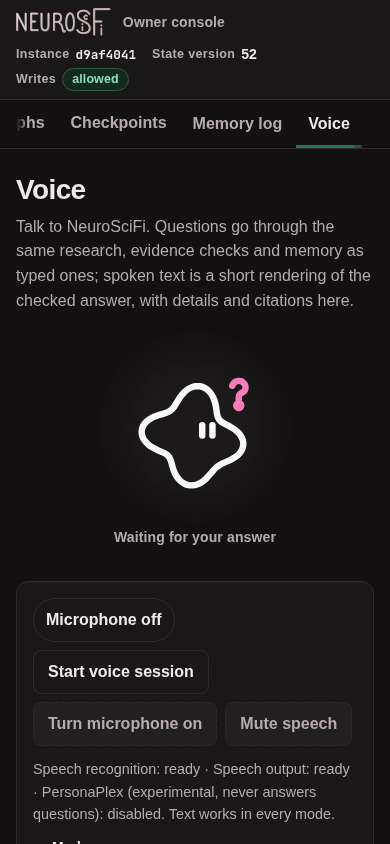 NEUROSFi Owner console
Instance d9af4041 State version 52
Writes allowed
phs Checkpoints Memory log Voice
Voice
Talk to NeuroSciFi. Questions go through the
same research, evidence checks and memory as
typed ones; spoken text is a short rendering of the
checked answer, with details and citations here.
?
Waiting for your answer
Microphone off
Start voice session
Turn microphone on Mute speech
Speech recognition: ready · Speech output: ready
· PersonaPlex (experimental, never answers
questions): disabled. Text works in every mode.